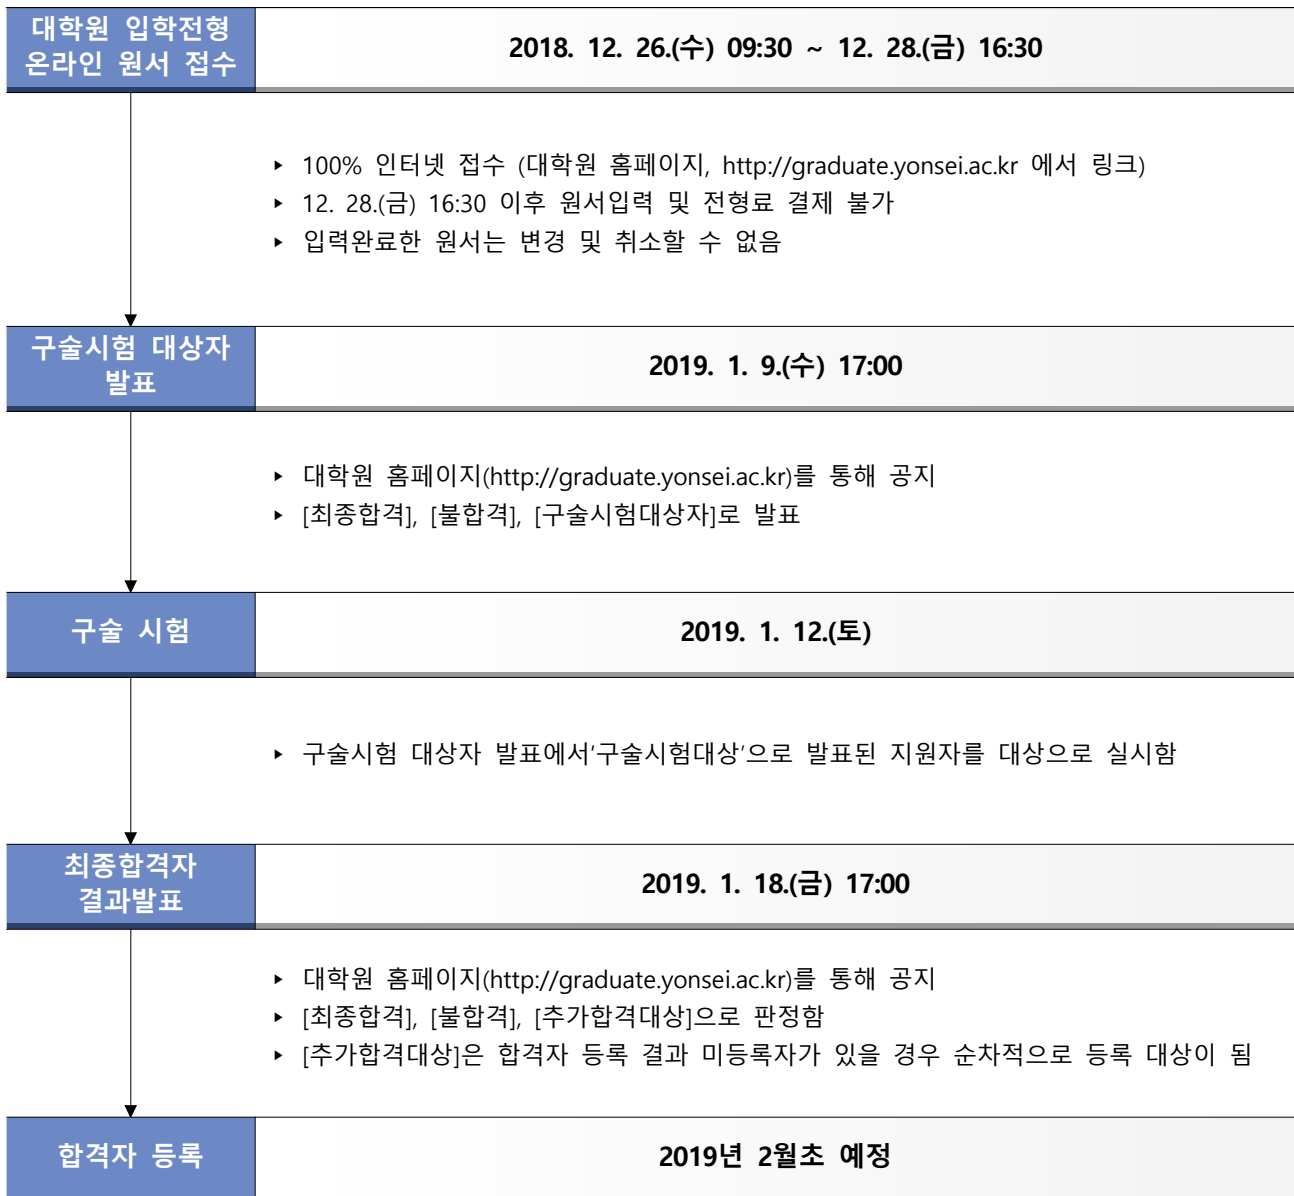 대학원 입학전형
온라인 원서 접수
2018. 12. 26.(수) 09:30 ~ 12. 28.(금) 16:30
▶ 100% 인터넷 접수 (대학원 홈페이지, http://graduate.yonsei.ac.kr 에서 링크)
▶ 12. 28.(금) 16:30 이후 원서입력 및 전형료 결제 불가
▶ 입력완료한 원서는 변경 및 취소할 수 없음
구술시험 대상자
발표
2019. 1. 9.(수) 17:00
▶ 대학원 홈페이지(http://graduate.yonsei.ac.kr)를 통해 공지
▶ [최종합격], [불합격], [구술시험대상자]로 발표
구술 시험
2019. 1. 12.(토)
▶ 구술시험 대상자 발표에서‘구술시험대상’으로 발표된 지원자를 대상으로 실시함
최종합격자
결과발표
2019. 1. 18.(금) 17:00
▶ 대학원 홈페이지(http://graduate.yonsei.ac.kr)를 통해 공지
▶ [최종합격], [불합격], [추가합격대상]으로 판정함
▶ [추가합격대상]은 합격자 등록 결과 미등록자가 있을 경우 순차적으로 등록 대상이 됨
합격자 등록
2019년 2월초 예정